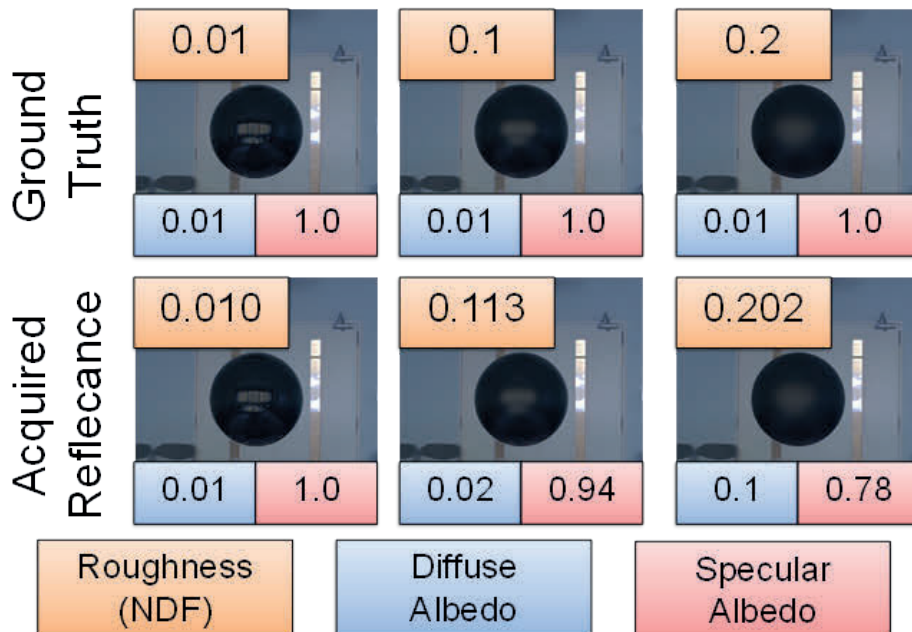 Ground
Truth
0.01
0.1
0.2
0.01
1.0
0.01
1.0
0.01
1.0
Acquired
Reflecance
0.010
0.113
0.202
0.01
1.0
0.02
0.94
0.1
0.78
Roughness
(NDF)
Diffuse
Albedo
Specular
Albedo